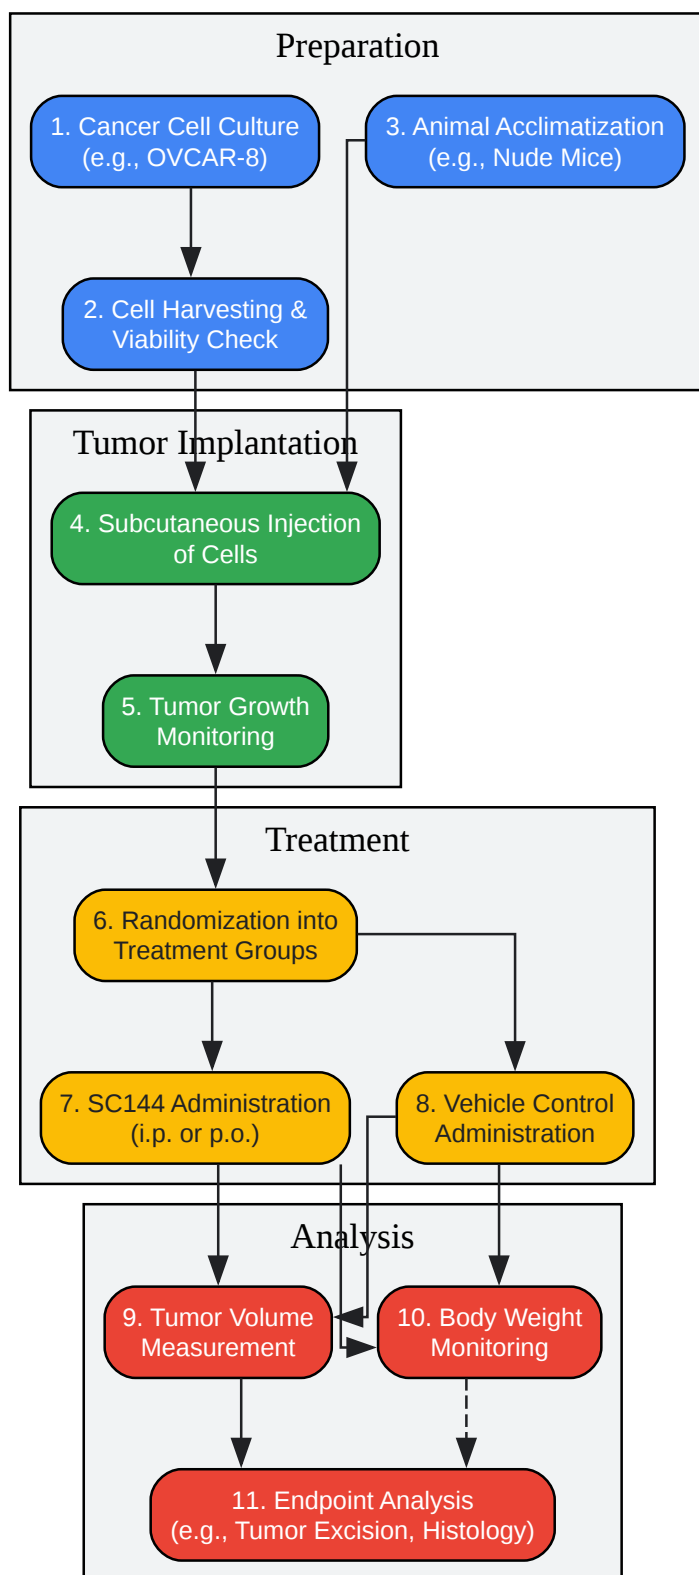 Preparation
1. Cancer Cell Culture
(e.g., OVCAR-8)
3. Animal Acclimatization
(e.g., Nude Mice)
2. Cell Harvesting &
Viability Check
Tumor Implantation
4. Subcutaneous Injection
of Cells
5. Tumor Growth
Monitoring
Treatment
6. Randomization into
Treatment Groups
7. SC144 Administration
(i.p. or p.o.)
8. Vehicle Control
Administration
Analysis
9. Tumor Volume
Measurement
10. Body Weight
Monitoring
11. Endpoint Analysis
(e.g., Tumor Excision, Histology)